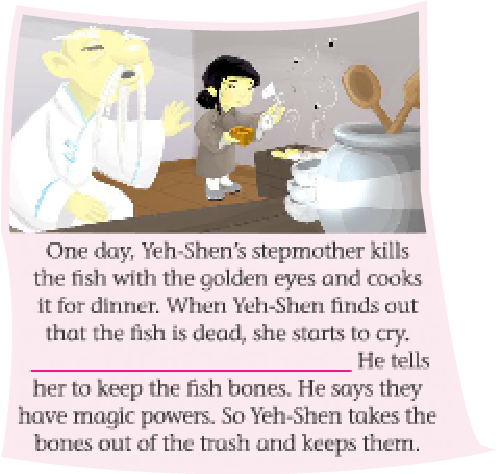 One day, Yeh-Shen's stepmother kills
the fish with the golden eyes and cooks
it for dinner. When Yeh-Shen finds out
that the fish is dead, she starts to cry.
He tells
her to keep the fish bones. He says they
have magic powers. So Yeh-Shen takes the
bones out of the trash and keeps them.